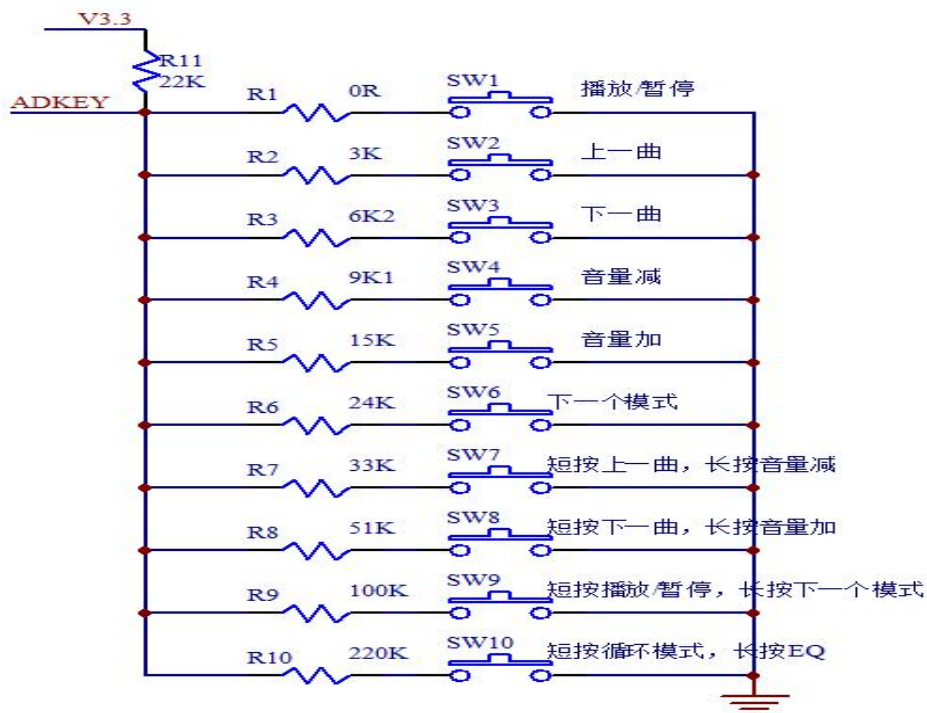 V3.3
R11
22K
ADKEY
R1 0R SW1 播放/暂停
R2 3K SW2 上一曲
R3 6K2 SW3 下一曲
R4 9K1 SW4 音量减
R5 15K SW5 音量加
R6 24K SW6 下一个模式
R7 33K SW7 短按上一曲，长按音量减
R8 51K SW8 短按下一曲，长按音量加
R9 100K SW9 短按播放/暂停，长按下一个模式
R10 220K SW10 短按循环模式，长按EQ